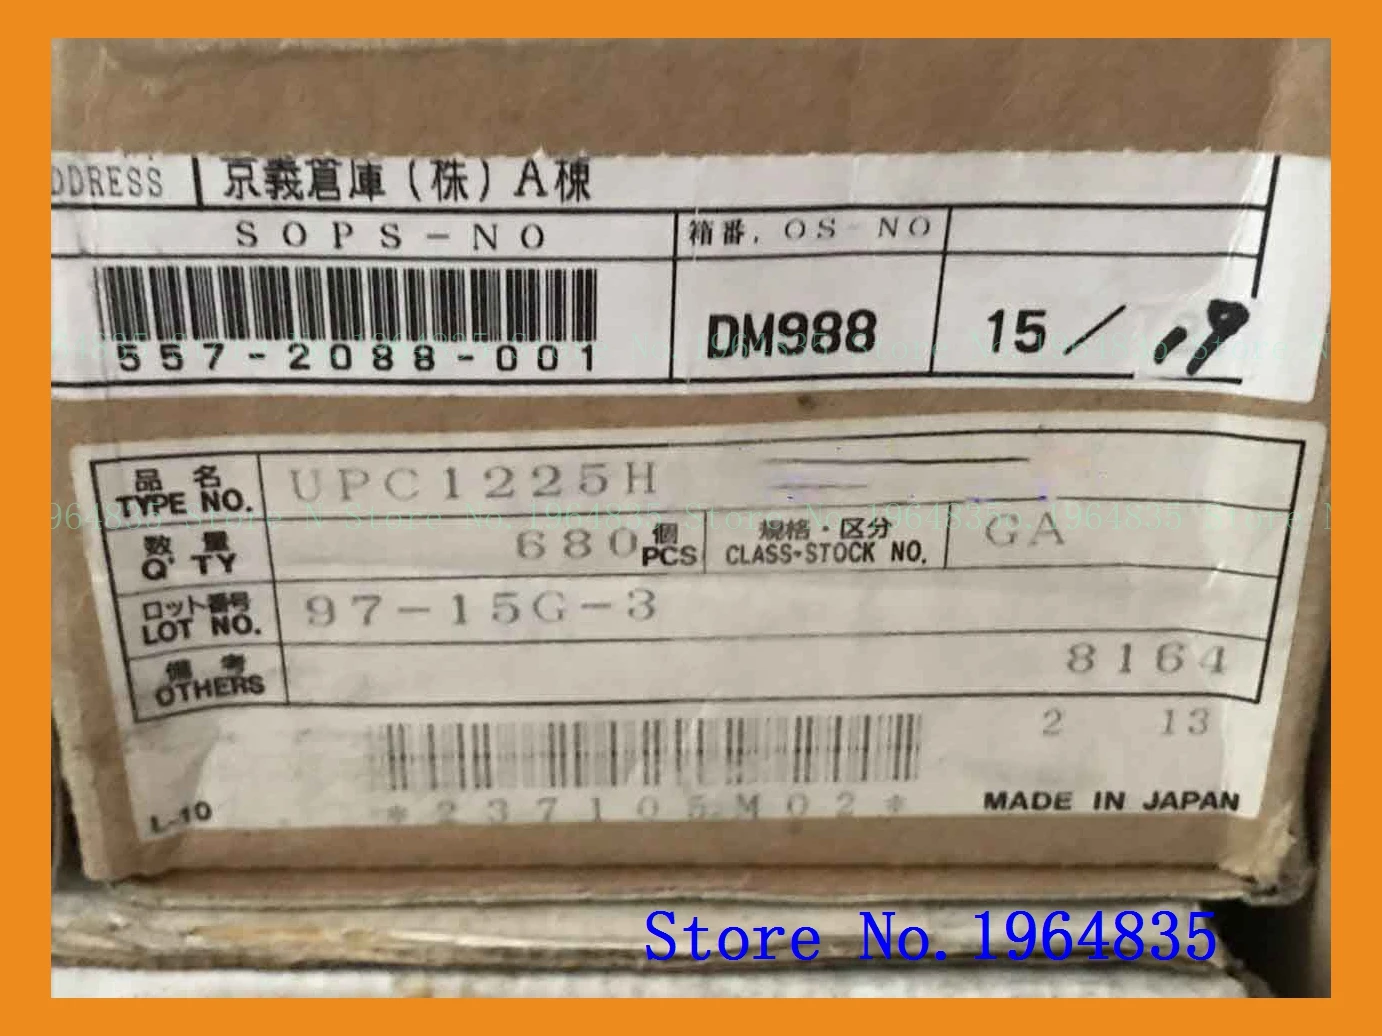 DDRESS 京義倉庫(株)A棟
SOPS-NO 箱番, OS-NO
557-2088-001 DM988 15/19
品名 TYPE NO. UPC1225H
数量 Q'TY 680 個 PCS 規格・区分 CLASS・STOCK NO. GA
ロット番号 LOT NO. 97-15G-3
備考 OTHERS 8164
2 13
*237105M02*
L-10 MADE IN JAPAN
Store No.1964835